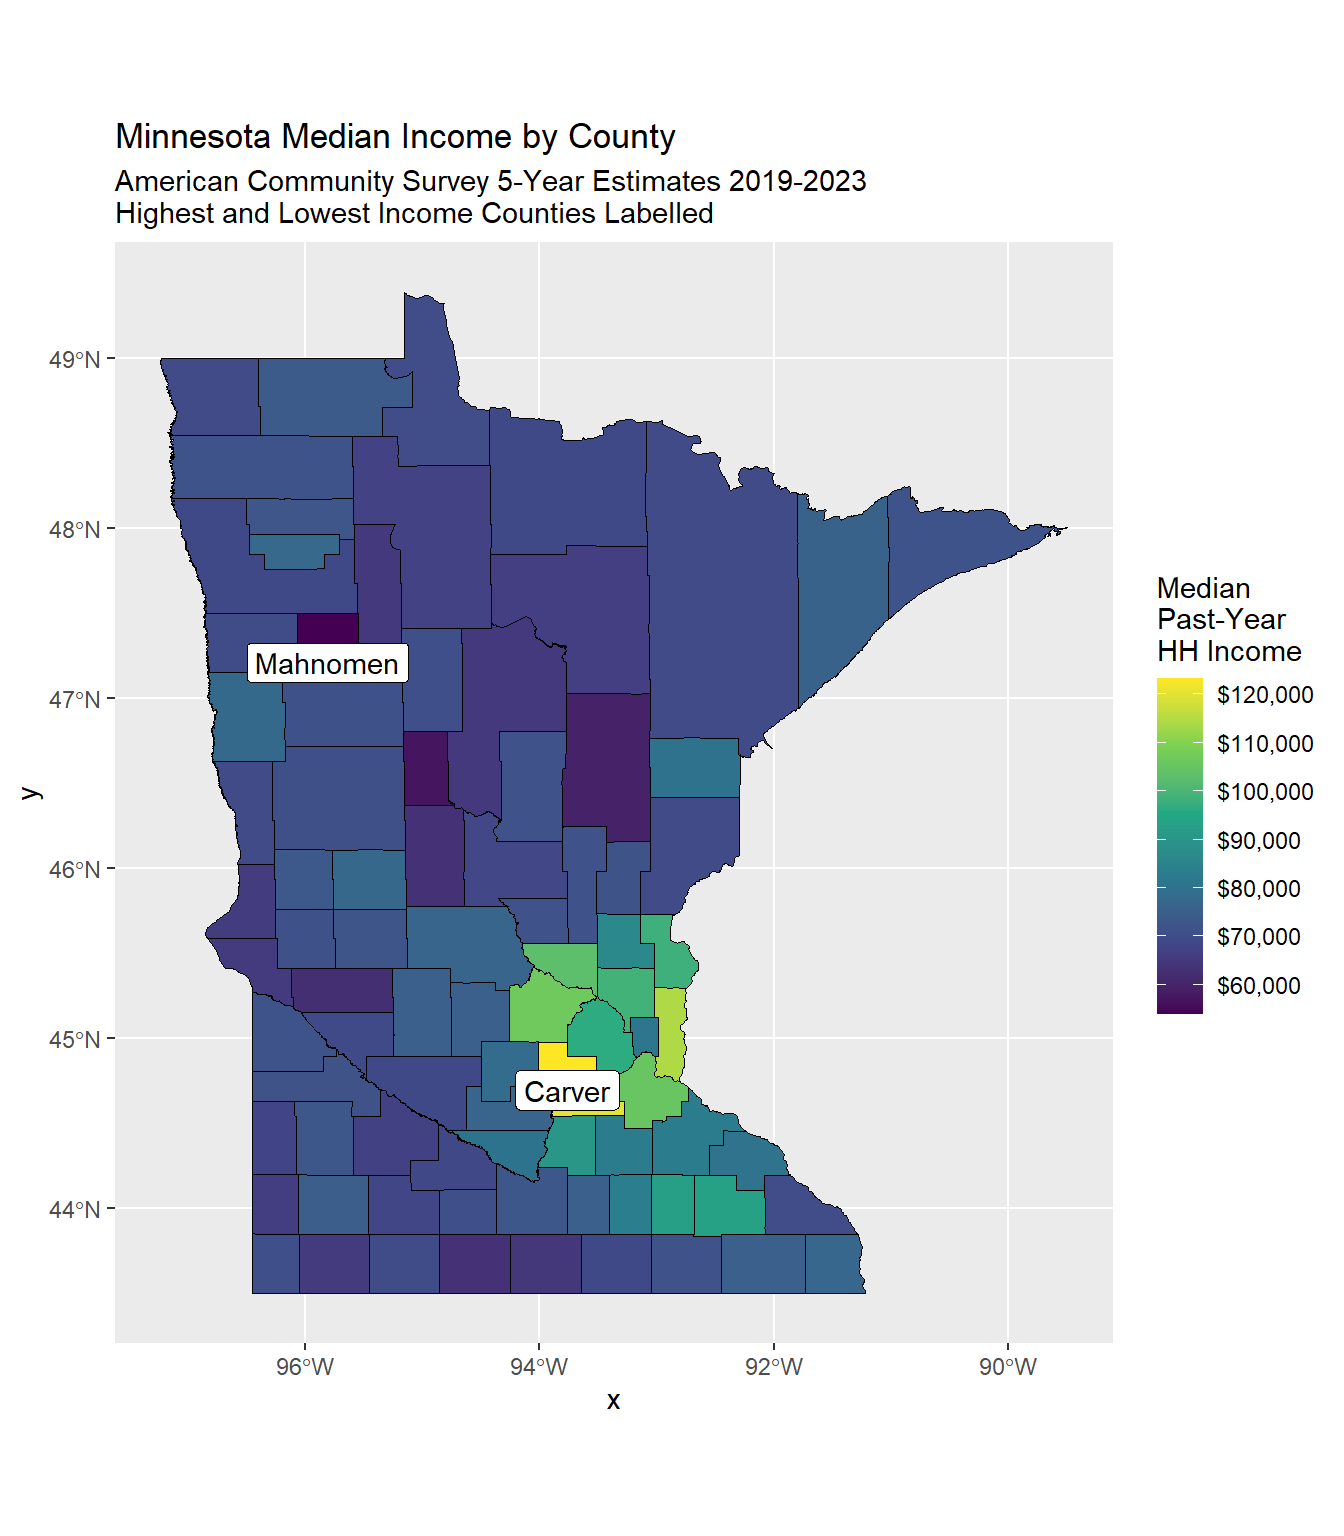 Minnesota Median Income by County
American Community Survey 5-Year Estimates 2019-2023
Highest and Lowest Income Counties Labelled
49°N
48°N
47°N
46°N
45°N
44°N
y
Mahnomen
Carver
96°W
94°W
92°W
90°W
x
Median
Past-Year
HH Income
$120,000
$110,000
$100,000
$90,000
$80,000
$70,000
$60,000